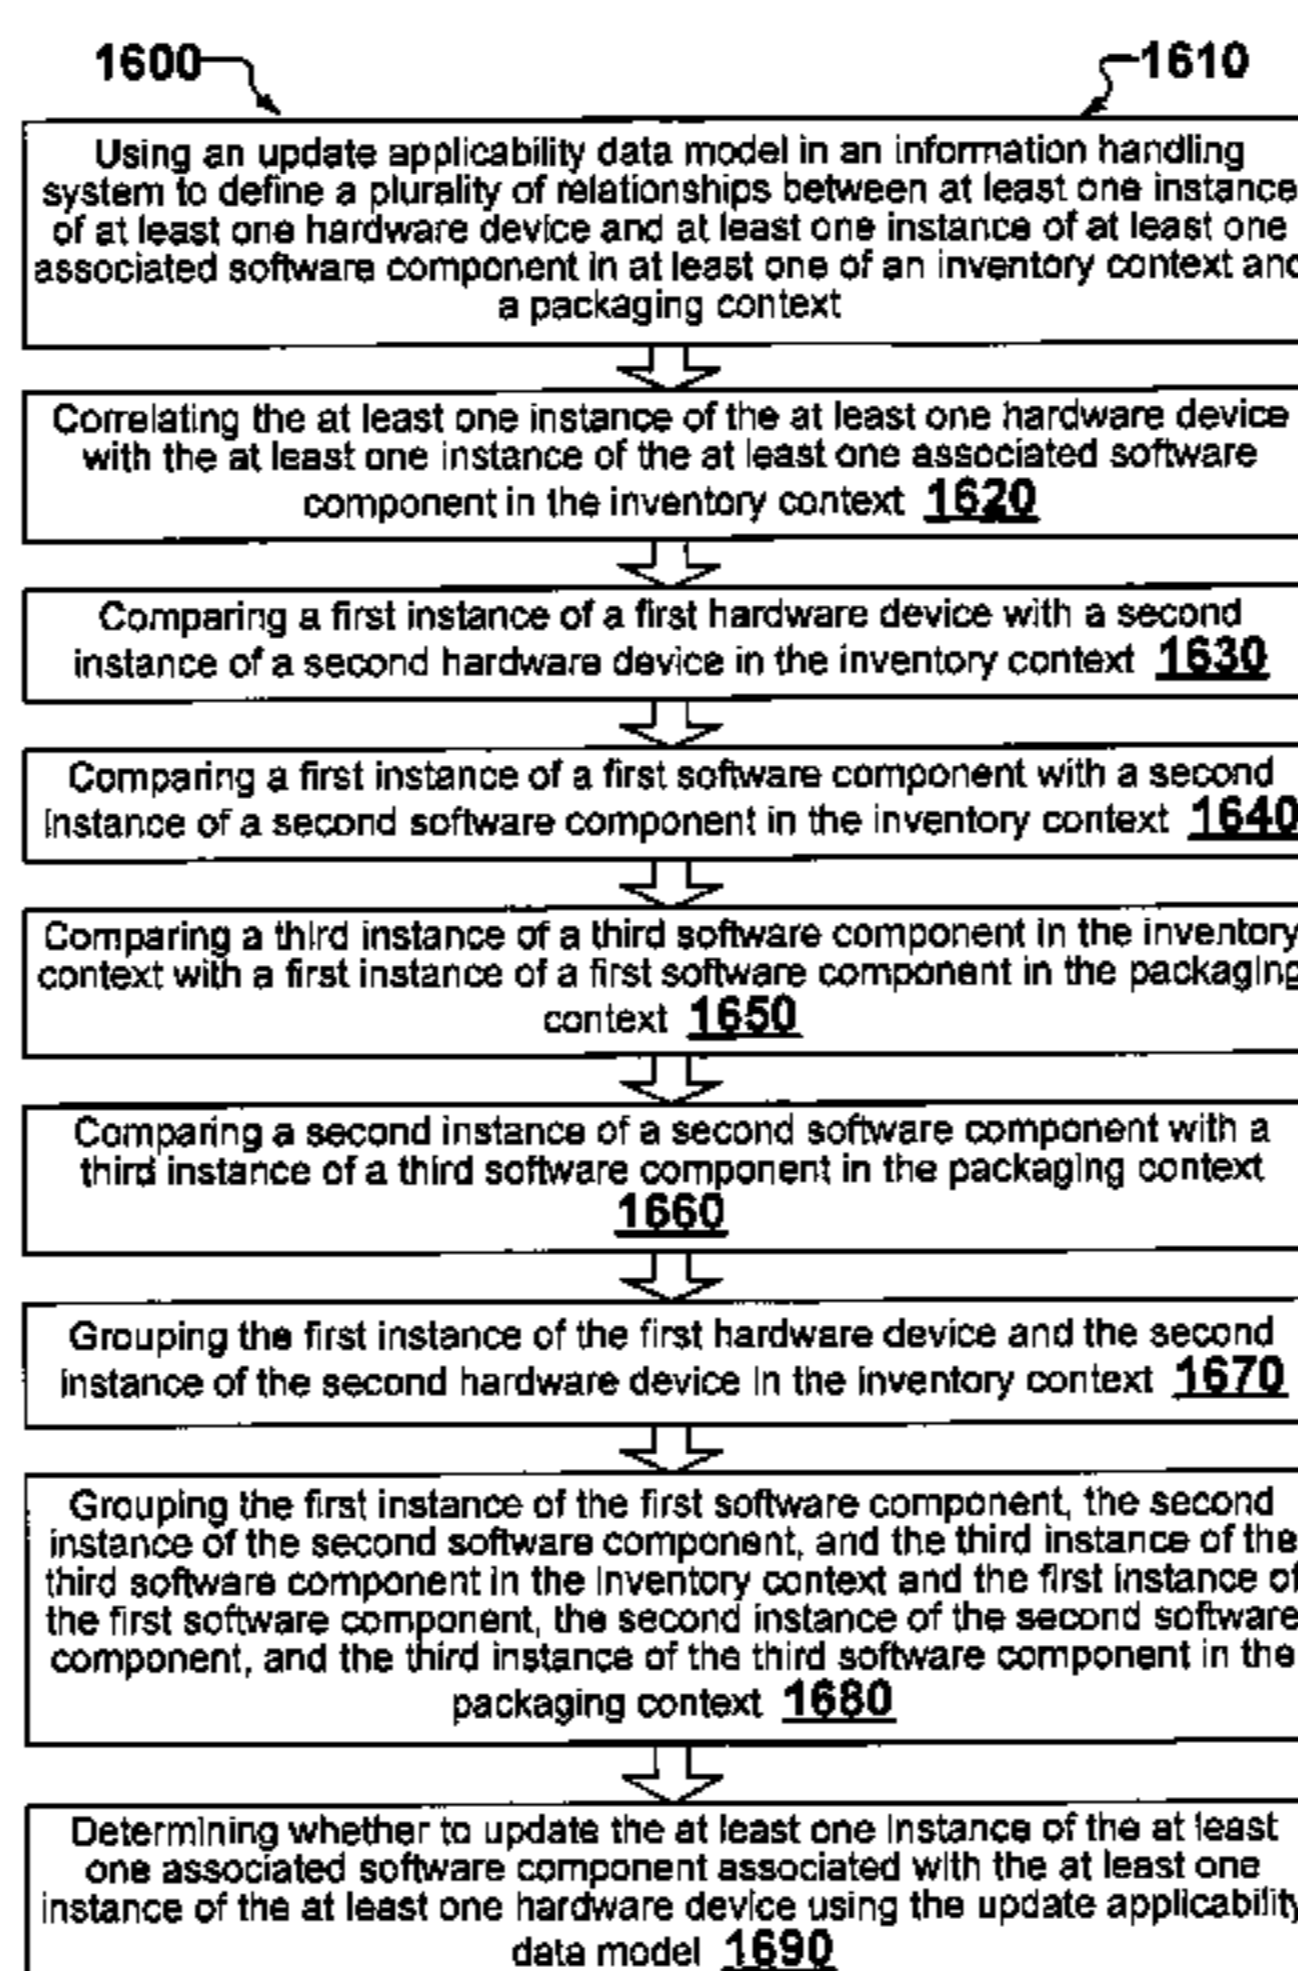 1600
1610
Using an update applicability data model in an information handling
system to define a plurality of relationships between at least one instance
of at least one hardware device and at least one instance of at least one
associated software component in at least one of an inventory context and
a packaging context
Correlating the at least one instance of the at least one hardware device
with the at least one instance of the at least one associated software
component in the inventory context 1620
Comparing a first instance of a first hardware device with a second
instance of a second hardware device in the inventory context 1630
Comparing a first instance of a first software component with a second
instance of a second software component in the inventory context 1640
Comparing a third instance of a third software component in the inventory
context with a first instance of a first software component in the packaging
context 1650
Comparing a second instance of a second software component with a
third instance of a third software component in the packaging context
1660
Grouping the first instance of the first hardware device and the second
instance of the second hardware device in the inventory context 1670
Grouping the first instance of the first software component, the second
instance of the second software component, and the third instance of the
third software component in the inventory context and the first instance of
the first software component, the second instance of the second software
component, and the third instance of the third software component in the
packaging context 1680
Determining whether to update the at least one instance of the at least
one associated software component associated with the at least one
instance of the at least one hardware device using the update applicability
data model 1690